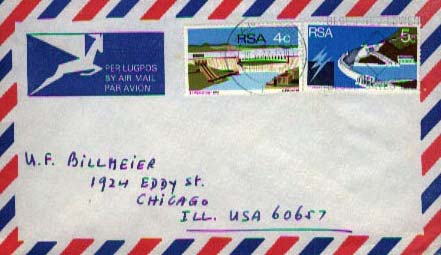 RSA 4c
RSA 5c
PER LUGPOS
BY AIR MAIL
PAR AVION
U.F. BILLMEIER
1924 EDDY St.
CHICAGO
ILL. USA 60657